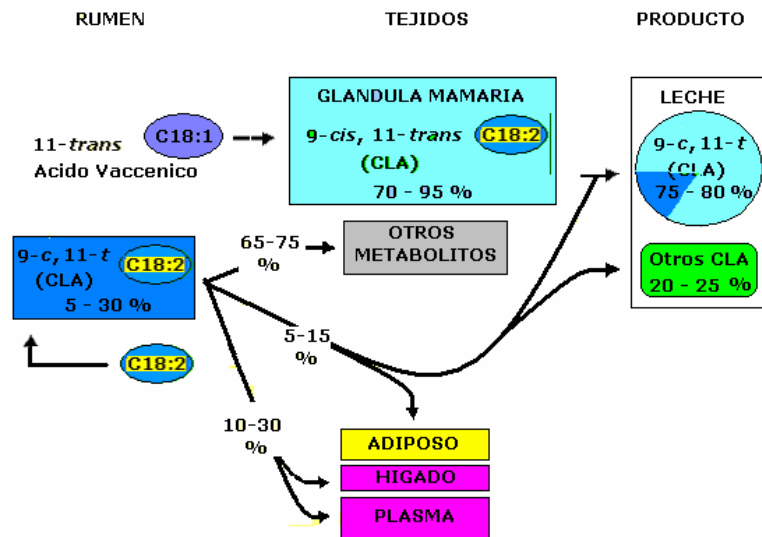 RUMEN
TEJIDOS
PRODUCTO
11-trans
Acido Vaccenico
C18:1
GLANDULA MAMARIA
9-cis, 11-trans
C18:2
(CLA)
70 - 95 %
LECHE
9-c, 11-t
(CLA)
75 - 80 %
9-c, 11-t
C18:2
(CLA)
5 - 30 %
65-75
%
OTROS
METABOLITOS
Otros CLA
20 - 25 %
C18:2
5-15
%
10-30
%
ADIPOSO
HIGADO
PLASMA